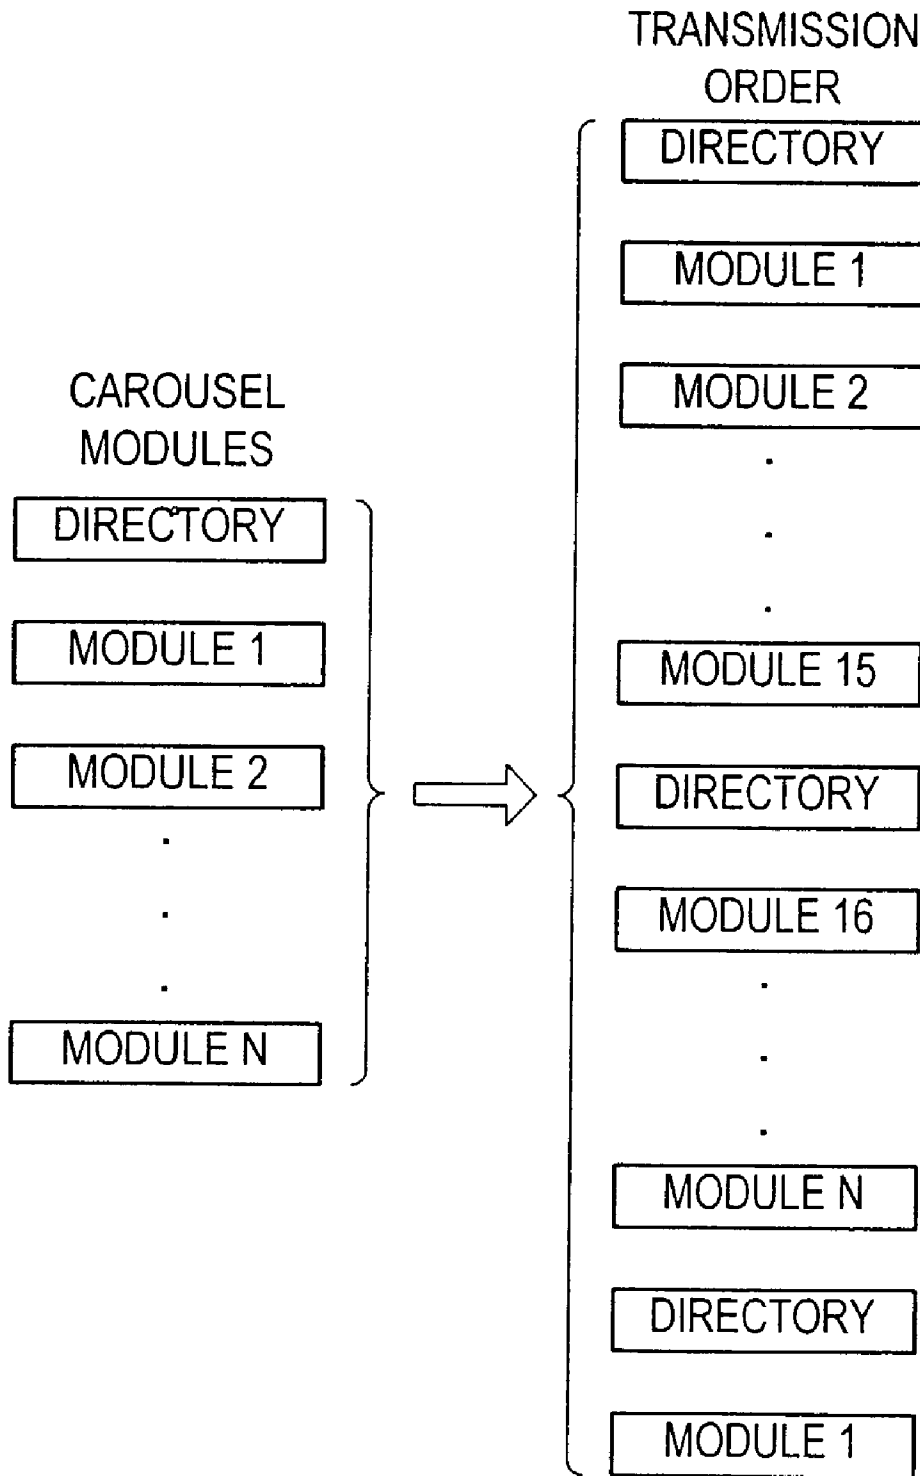 CAROUSEL
MODULES
DIRECTORY
MODULE 1
MODULE 2
MODULE N
TRANSMISSION
ORDER
DIRECTORY
MODULE 1
MODULE 2
MODULE 15
DIRECTORY
MODULE 16
MODULE N
DIRECTORY
MODULE 1